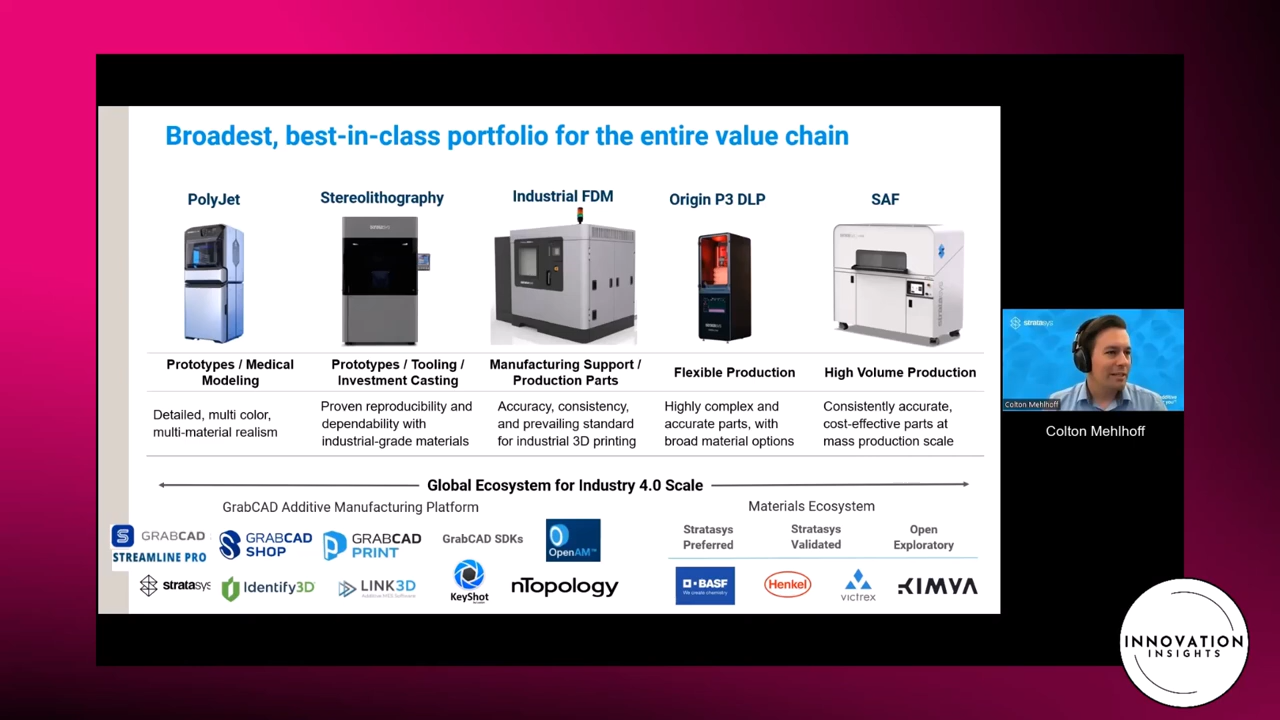 Broadest, best-in-class portfolio for the entire value chain
PolyJet
Stereolithography
Industrial FDM
Origin P3 DLP
SAF
stratasys
Prototypes / Medical
Modeling
Prototypes / Tooling /
Investment Casting
Manufacturing Support /
Production Parts
Flexible Production
High Volume Production
Detailed, multi color,
multi-material realism
Proven reproducibility and
dependability with
industrial-grade materials
Accuracy, consistency,
and prevailing standard
for industrial 3D printing
Highly complex and
accurate parts, with
broad material options
Consistently accurate,
cost-effective parts at
mass production scale
Global Ecosystem for Industry 4.0 Scale
GrabCAD Additive Manufacturing Platform
GRABCAD
STREAMLINE PRO
GRABCAD
SHOP
GRABCAD
PRINT
GrabCAD SDKs
OpenAM™
stratasys
Identify3D
LINK3D
Additive MES Software
KeyShot
nTopology
Materials Ecosystem
Stratasys
Preferred
Stratasys
Validated
Open
Exploratory
BASF
We create chemistry
Henkel
victrex
KIMYA
stratasys
Colton Mehlhoff
Colton Mehlhoff
INNOVATION
INSIGHTS